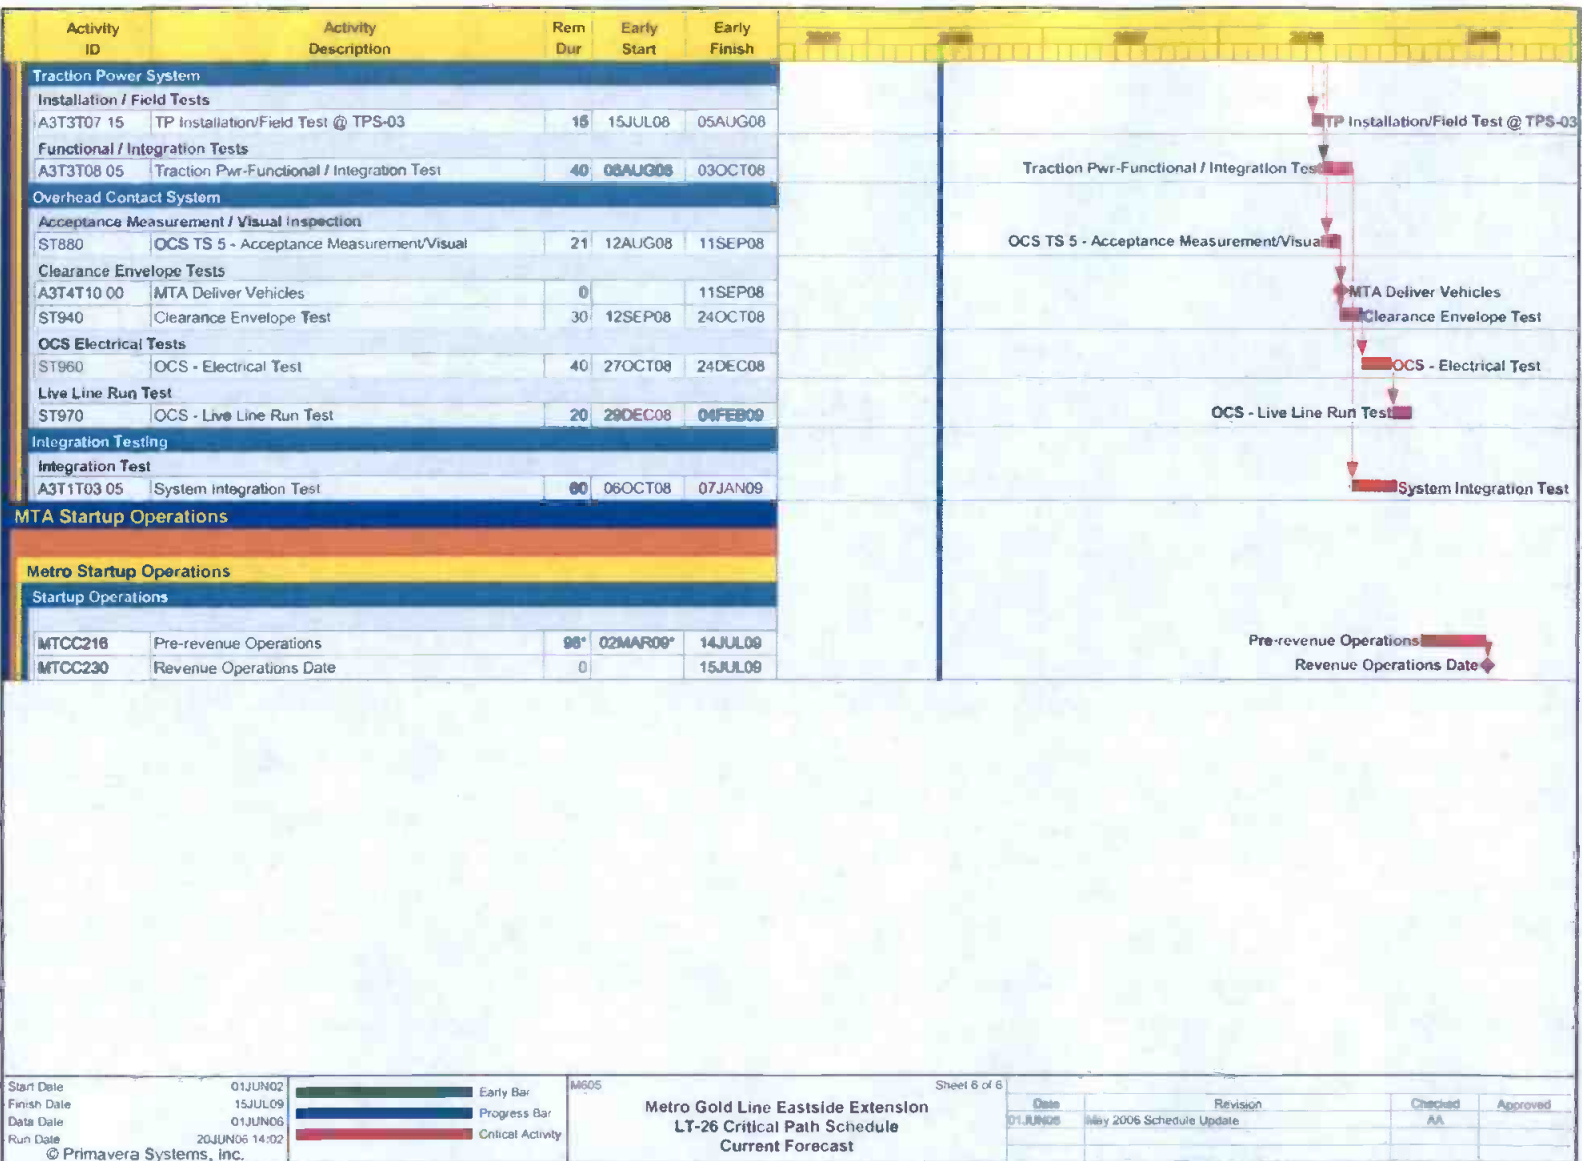 Activity ID Activity Description Rem Dur Early Start Early Finish 2005 2006 2007 2008 2009
Traction Power System
Installation / Field Tests
A3T3T07 15 TP Installation/Field Test @ TPS-03 15 15JUL08 05AUG08 TP Installation/Field Test @ TPS-03
Functional / Integration Tests
A3T3T08 05 Traction Pwr-Functional / Integration Test 40 03OCT08 Traction Pwr-Functional / Integration Test
Overhead Contact System
Acceptance Measurement / Visual Inspection
ST880 OCS TS 5 - Acceptance Measurement/Visual 21 12AUG08 11SEP08 OCS TS 5 - Acceptance Measurement/Visual
Clearance Envelope Tests
A3T4T10 00 MTA Deliver Vehicles 0 11SEP08 MTA Deliver Vehicles
ST940 Clearance Envelope Test 30 12SEP08 24OCT08 Clearance Envelope Test
OCS Electrical Tests
ST960 OCS - Electrical Test 40 27OCT08 24DEC08 OCS - Electrical Test
Live Line Run Test
ST970 OCS - Live Line Run Test 20 29DEC08 04FEB09 OCS - Live Line Run Test
Integration Testing
Integration Test
A3T1T03 05 System Integration Test 60 06OCT08 07JAN09 System Integration Test
MTA Startup Operations
Metro Startup Operations
Startup Operations
MTCC216 Pre-revenue Operations 96* 02MAR09* 14JUL09 Pre-revenue Operations
MTCC230 Revenue Operations Date 0 15JUL09 Revenue Operations Date
Start Date 01JUN02
Finish Date 15JUL09
Data Date 01JUN06
Run Date 20JUN06 14:02
© Primavera Systems, Inc.
Early Bar
Progress Bar
Critical Activity
M605
Sheet 6 of 6
Metro Gold Line Eastside Extension
LT-26 Critical Path Schedule
Current Forecast
Date Revision Checked Approved
01JUN06 May 2006 Schedule Update AA